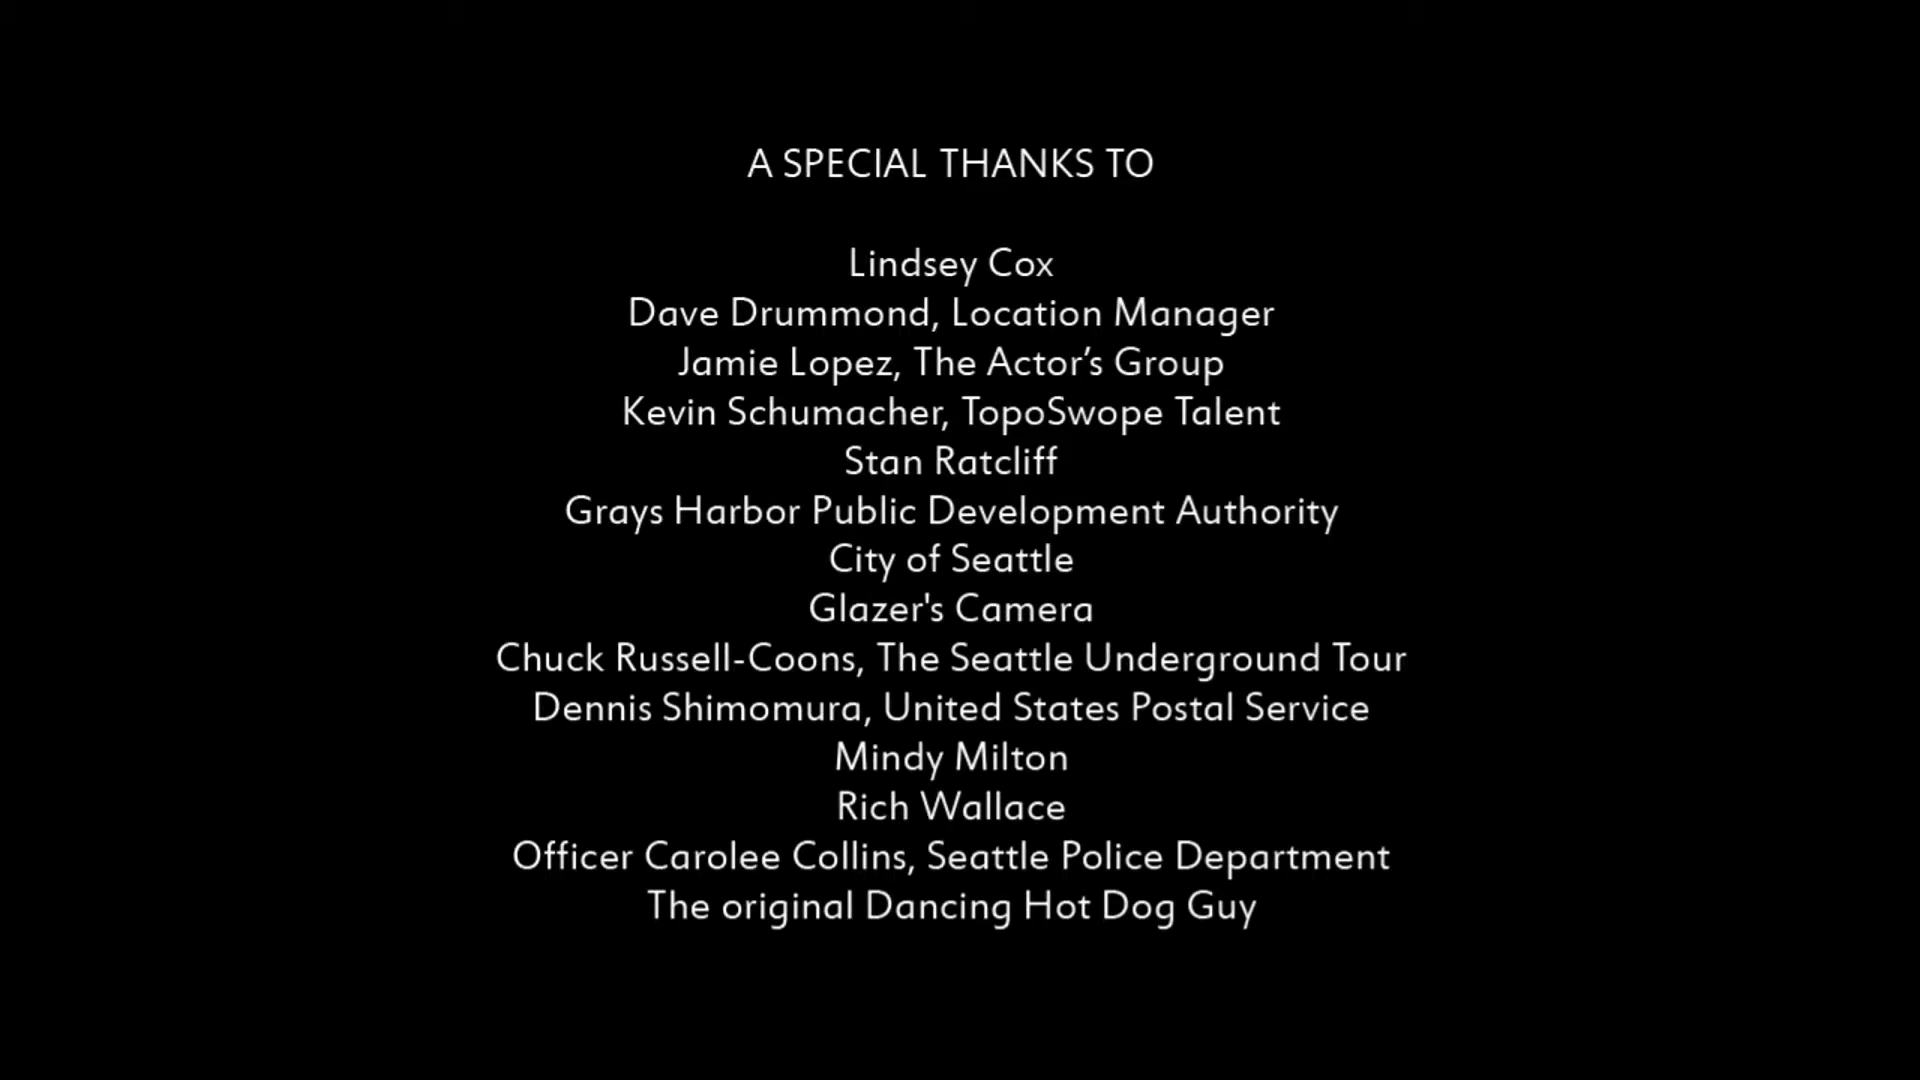 A SPECIAL THANKS TO
Lindsey Cox
Dave Drummond, Location Manager
Jamie Lopez, The Actor’s Group
Kevin Schumacher, TopoSwope Talent
Stan Ratcliff
Grays Harbor Public Development Authority
City of Seattle
Glazer's Camera
Chuck Russell-Coons, The Seattle Underground Tour
Dennis Shimomura, United States Postal Service
Mindy Milton
Rich Wallace
Officer Carolee Collins, Seattle Police Department
The original Dancing Hot Dog Guy